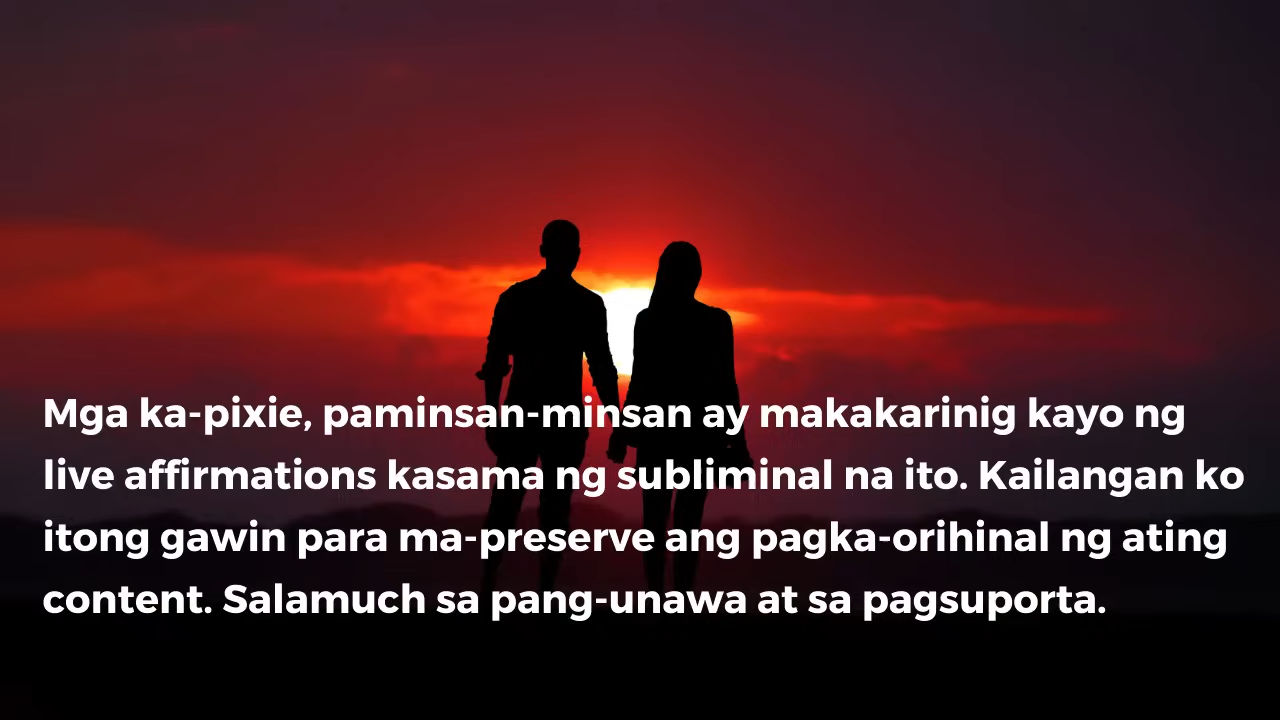 Mga ka-pixie, paminsan-minsan ay makakarinig kayo ng
live affirmations kasama ng subliminal na ito. Kailangan ko
itong gawin para ma-preserve ang pagka-orihinal ng ating
content. Salamuch sa pang-unawa at sa pagsuporta.